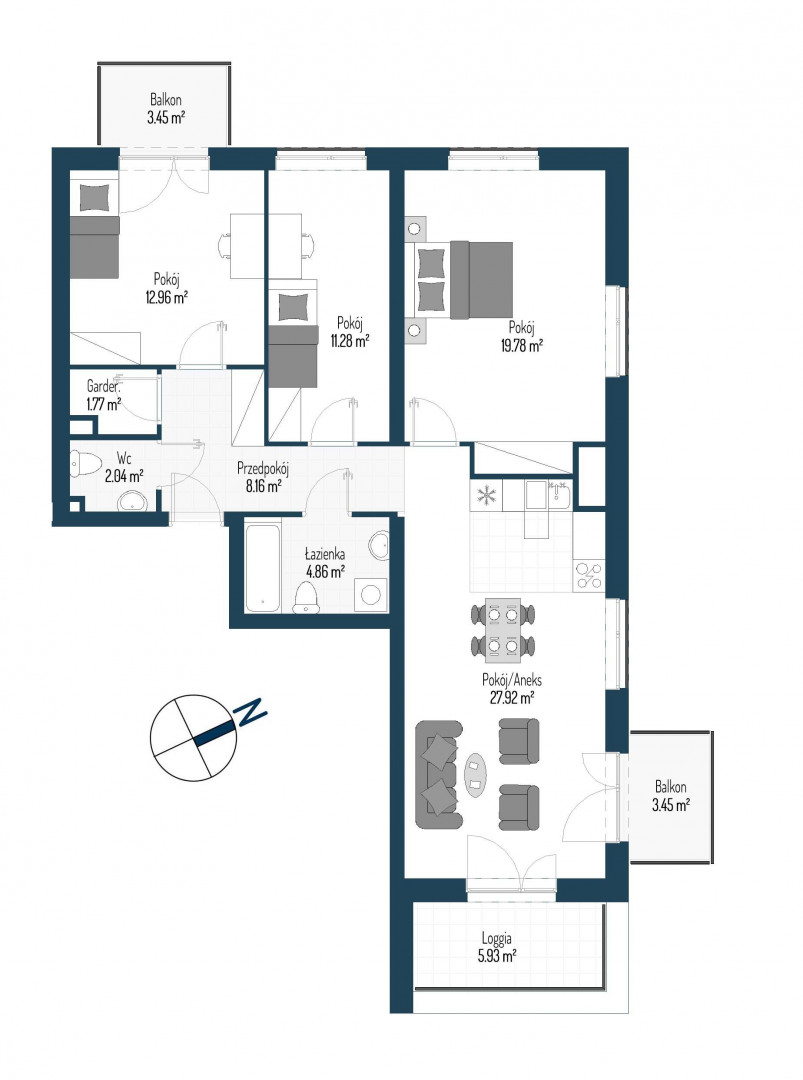 Balkon
3.45 m²
Pokój
12.96 m²
Pokój
11.28 m²
Pokój
19.78 m²
Garder.
1.77 m²
Wc
2.04 m²
Przedpokój
8.16 m²
Łazienka
4.86 m²
Pokój/Aneks
27.92 m²
N
Balkon
3.45 m²
Loggia
5.93 m²